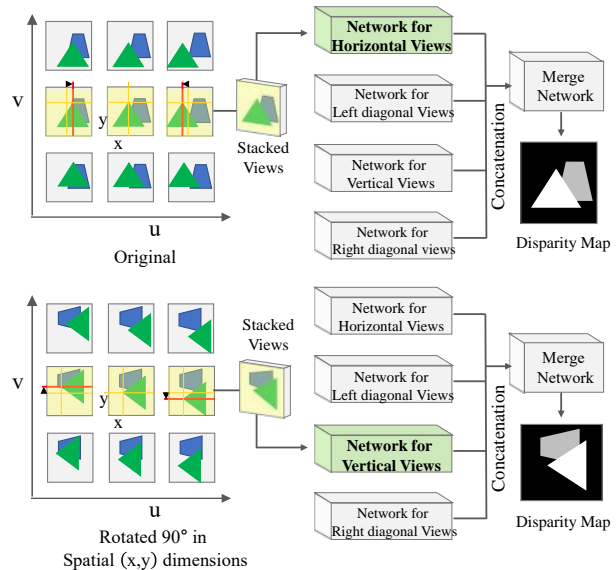 V
y
x
u
Original
Stacked
Views
Network for
Horizontal Views
Network for
Left diagonal Views
Network for
Vertical Views
Network for
Right diagonal views
Concatenation
Merge
Network
Disparity Map
V
y
x
u
Rotated 90° in
Spatial (x,y) dimensions
Stacked
Views
Network for
Horizontal Views
Network for
Left diagonal Views
Network for
Vertical Views
Network for
Right diagonal Views
Concatenation
Merge
Network
Disparity Map